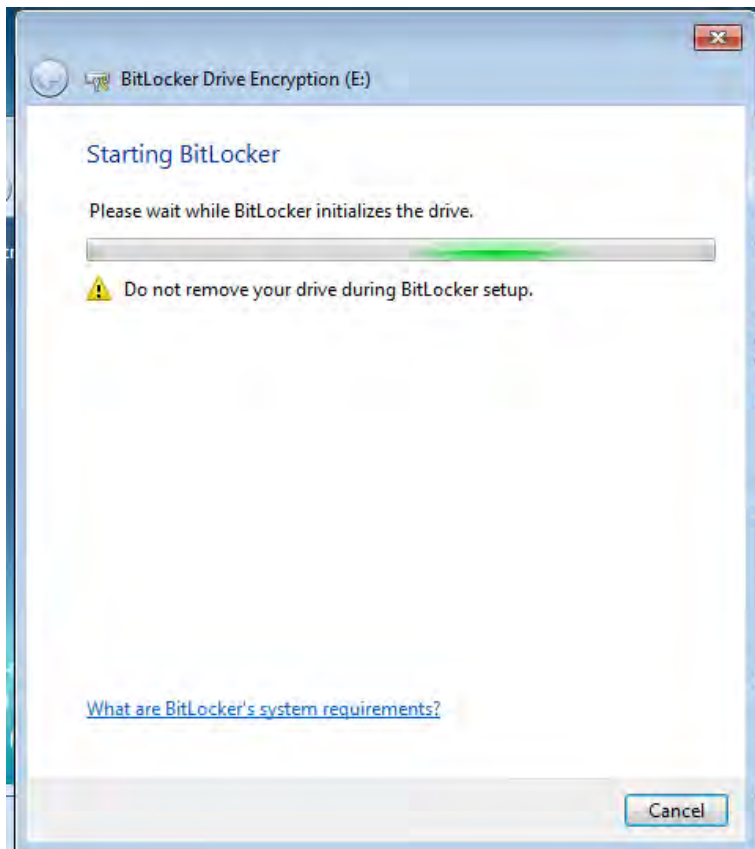 BitLocker Drive Encryption (E:)
Starting BitLocker
Please wait while BitLocker initializes the drive.
Do not remove your drive during BitLocker setup.
What are BitLocker's system requirements?
Cancel